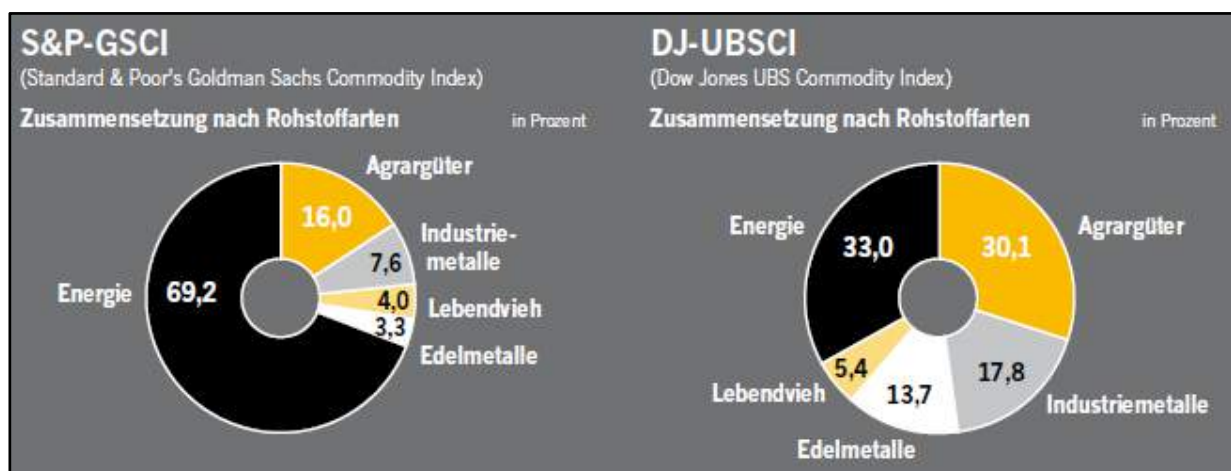 S&P-GSCI
(Standard & Poor's Goldman Sachs Commodity Index)
Zusammensetzung nach Rohstoffarten in Prozent
Agrargüter
16,0
Industrie-
metalle
7,6
Energie
69,2
4,0
Lebendvieh
3,3
Edelmetalle
DJ-UBSCI
(Dow Jones UBS Commodity Index)
Zusammensetzung nach Rohstoffarten in Prozent
Energie
33,0
30,1
Agrargüter
5,4
Lebendvieh
13,7
17,8
Industriemetalle
Edelmetalle